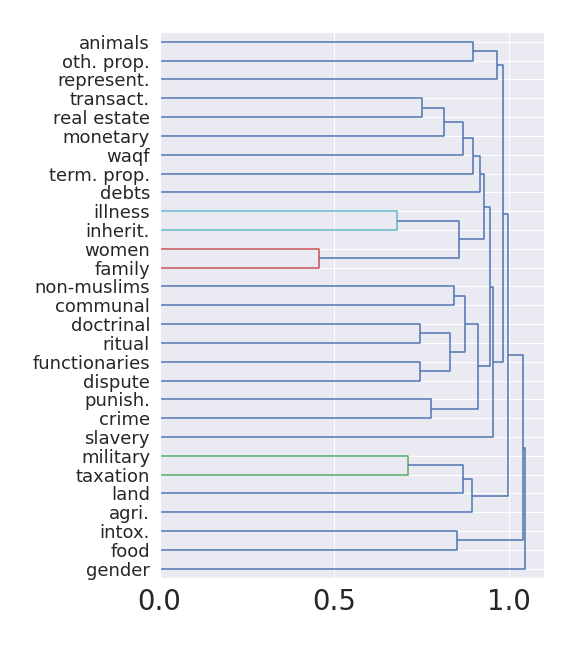 animals
oth. prop.
represent.
transact.
real estate
monetary
waqf
term. prop.
debts
illness
inherit.
women
family
non-muslims
communal
doctrinal
ritual
functionaries
dispute
punish.
crime
slavery
military
taxation
land
agri.
intox.
food
gender
0.0 0.5 1.0